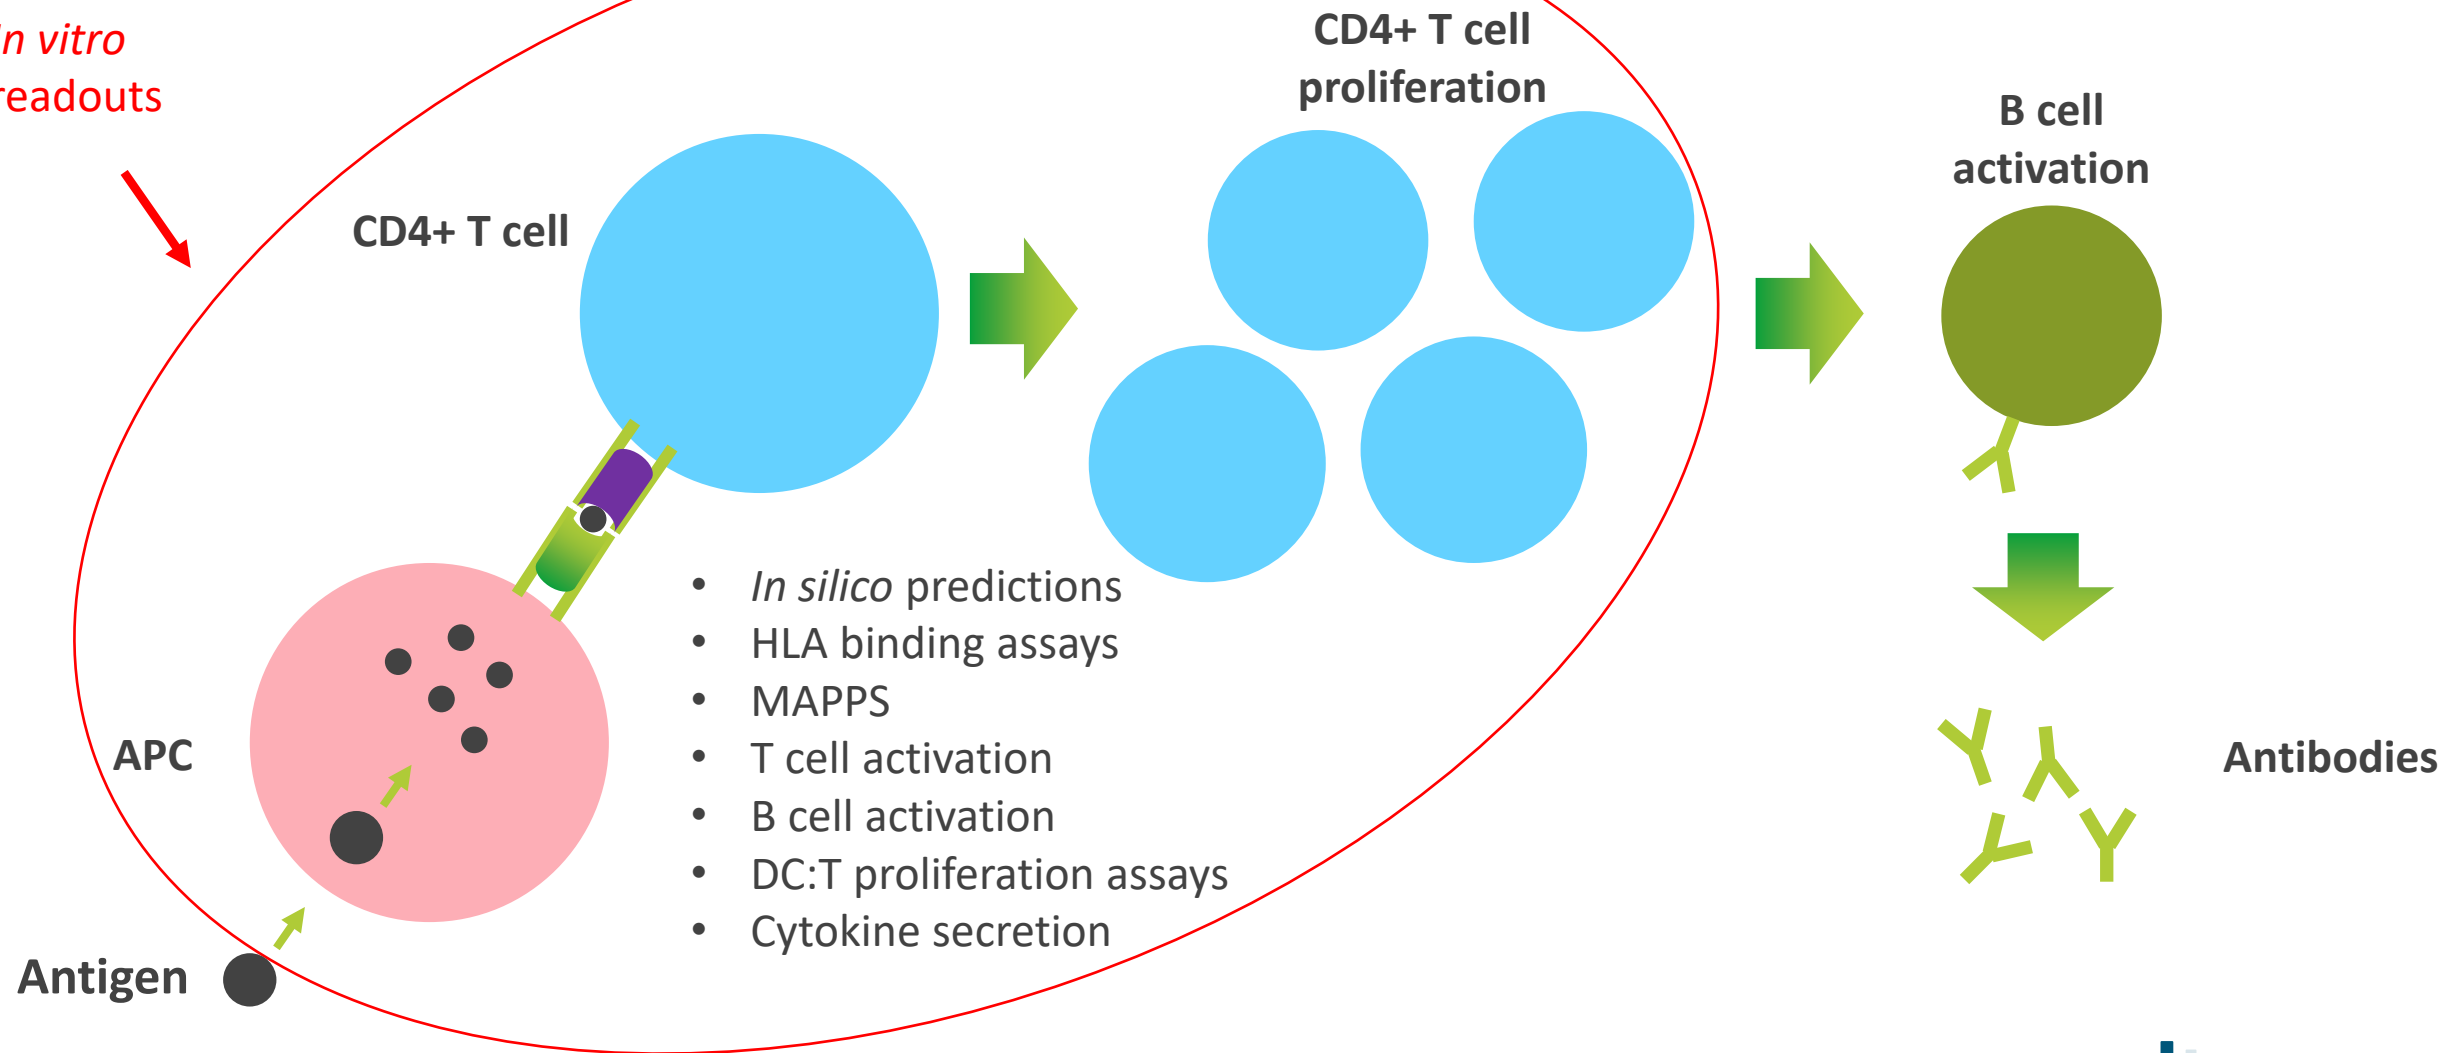 In vitro
readouts
CD4+ T cell
CD4+ T cell
proliferation
B cell
activation
• In silico predictions
• HLA binding assays
• MAPPS
• T cell activation
• B cell activation
• DC:T proliferation assays
• Cytokine secretion
APC
Antigen
Antibodies